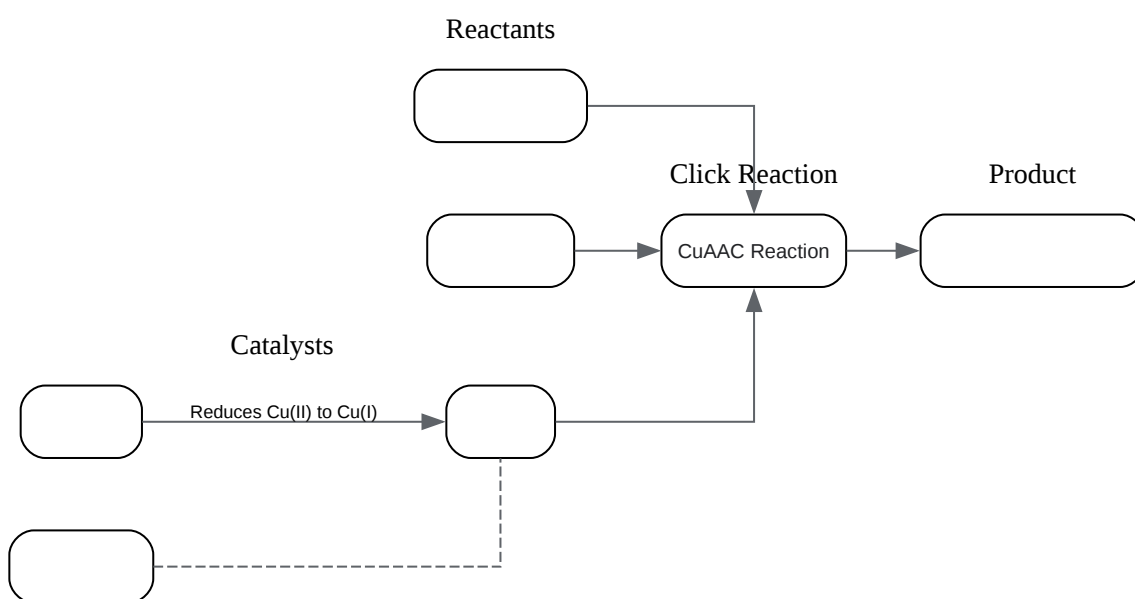 Reactants
Click Reaction
Product
CuAAC Reaction
Catalysts
Reduces Cu(II) to Cu(I)